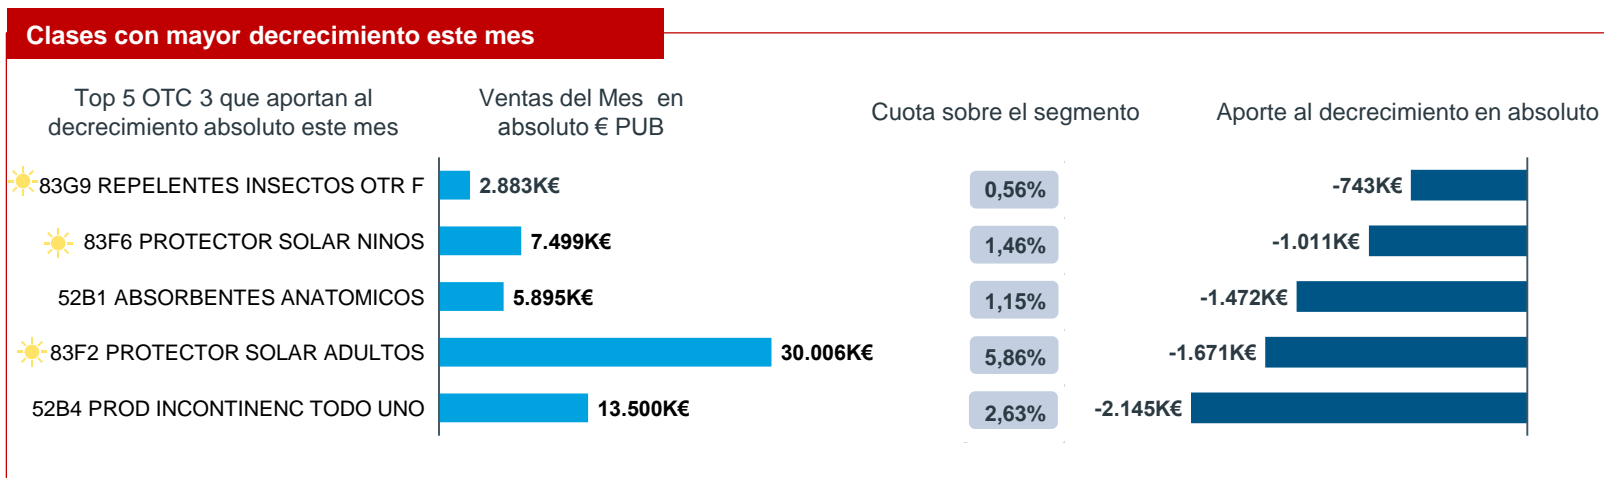 Clases con mayor decrecimiento este mes
Top 5 OTC 3 que aportan al
decrecimiento absoluto este mes
Ventas del Mes en
absoluto € PUB
Cuota sobre el segmento
Aporte al decrecimiento en absoluto
83G9 REPELENTES INSECTOS OTR F 2.883K€ 0,56% -743K€
83F6 PROTECTOR SOLAR NINOS 7.499K€ 1,46% -1.011K€
52B1 ABSORBENTES ANATOMICOS 5.895K€ 1,15% -1.472K€
83F2 PROTECTOR SOLAR ADULTOS 30.006K€ 5,86% -1.671K€
52B4 PROD INCONTINENC TODO UNO 13.500K€ 2,63% -2.145K€